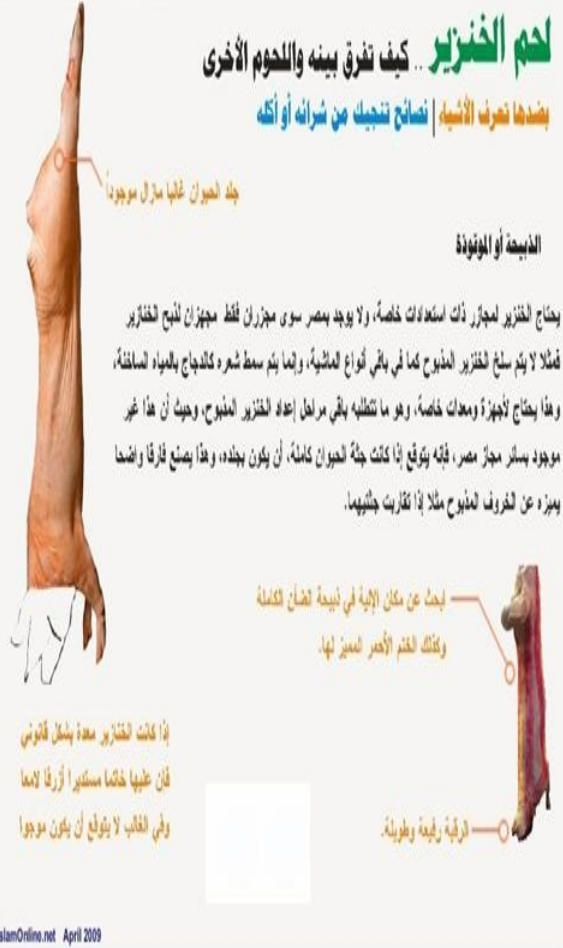 لحم الخنزير .. كيف تفرق بينه واللحوم الأخرى
بضدها تعرف الأشياء | نصائح تنجيك من شرائه أو أكله
جلد الحيوان غالبا مازال موجوداً
الذبيحة أو الموقوذة
يحتاج الخنزير لمجازر ذات استعدادات خاصة، ولا يوجد بمصر سوى مجزران فقط مجهزان لذبح الخنازير
فمثلا لا يتم سلخ الخنزير المذبوح كما في باقي أنواع الماشية، وإنما يتم سمط شعره كالدجاج بالمياه الساخنة،
وهذا يحتاج لأجهزة ومعدات خاصة، وهو ما تتطلبه باقي مراحل إعداد الخنزير المذبوح، وحيث أن هذا غير
موجود بسائر مجاز مصر، فإنه يتوقع إذا كانت جثة الحيوان كاملة، أن يكون بجلده، وهذا يصنع فارقا واضحا
يميزه عن الخروف المذبوح مثلا إذا تقاربت جثتيهما.
ابحث عن مكان الإلية في ذبيحة الضأن الكاملة
وكذلك الختم الأحمر المميز لها.
إذا كانت الخنازير معدة بشكل قانوني
فان عليها خاتما مستديرا أزرقا لامعا
وفي الغالب لا يتوقع أن يكون موجوا
الرقبة رفيعة وطويلة.
slamOnline.net April 2009